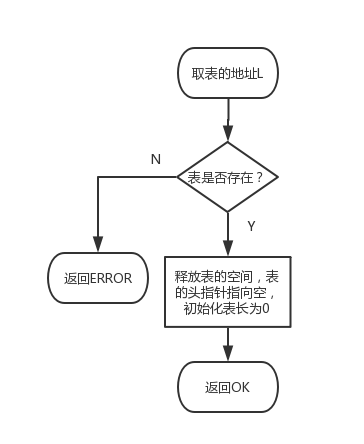 取表的地址L
表是否存在？
N
Y
返回ERROR
释放表的空间，表
的头指针指向空，
初始化表长为0
返回OK